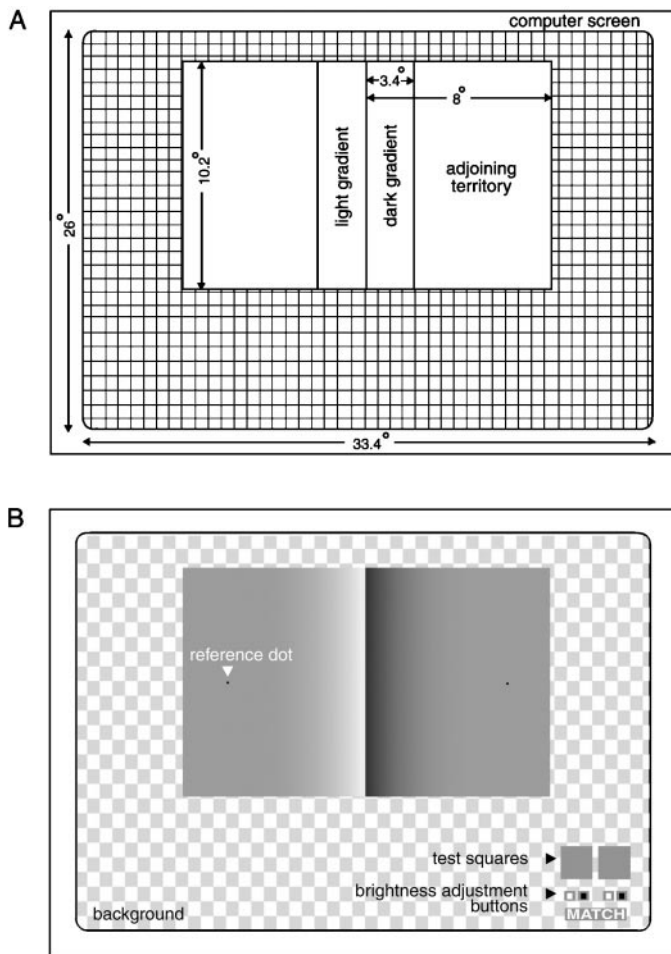 A
computer screen
3.4°
8°
10.2°
light gradient
dark gradient
adjoining
territory
26°
33.4°
B
reference dot
test squares
brightness adjustment
buttons
MATCH
background